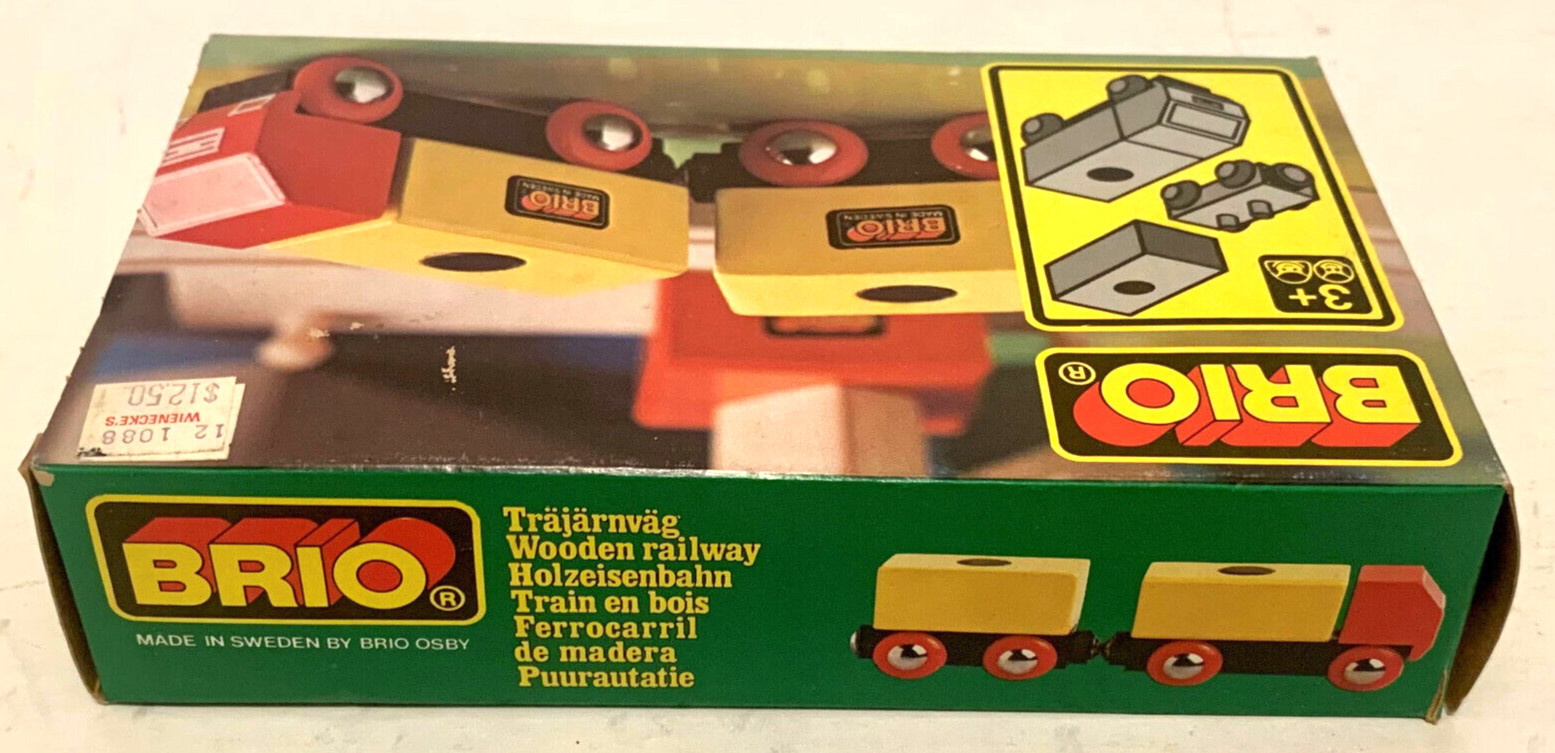 BRIO
MADE IN SWEDEN
BRIO
MADE IN SWEDEN
3+
BRIO®
12 1088
WIENECKE'S
$12.50
BRIO®
MADE IN SWEDEN BY BRIO OSBY
Träjärnväg
Wooden railway
Holzeisenbahn
Train en bois
Ferrocarril
de madera
Puurautatie